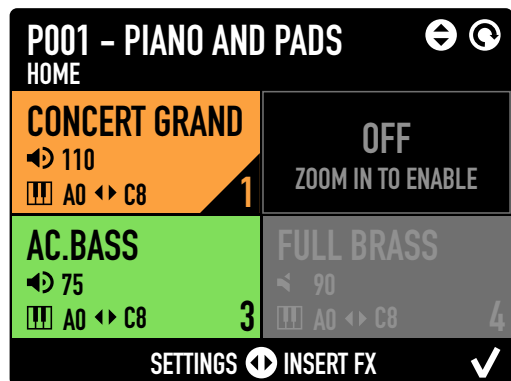 P001 - PIANO AND PADS
HOME
CONCERT GRAND
110
A0 C8
1
OFF
ZOOM IN TO ENABLE
AC.BASS
75
A0 C8
3
FULL BRASS
90
A0 C8
4
SETTINGS INSERT FX